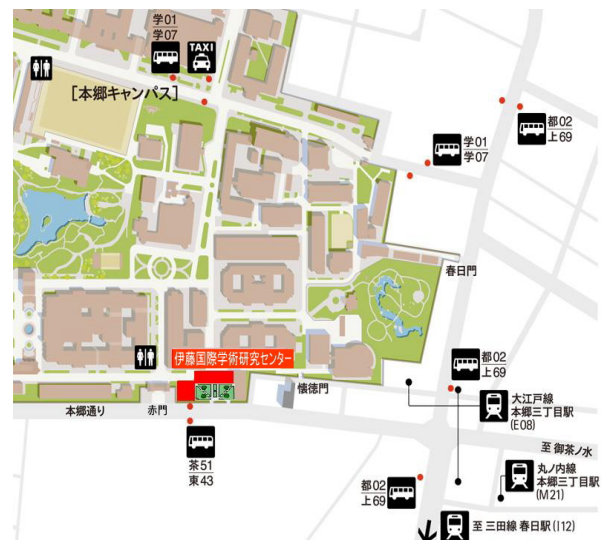 学01
学07
TAXI
[本郷キャンパス]
都02
上69
学01
学07
春日門
伊藤国際学術研究センター
都02
上69
懐徳門
大江戸線
本郷三丁目駅
(E08)
本郷通り
赤門
至 御茶ノ水
茶51
東43
丸ノ内線
本郷三丁目駅
(M21)
都02
上69
至 三田線 春日駅(I12)